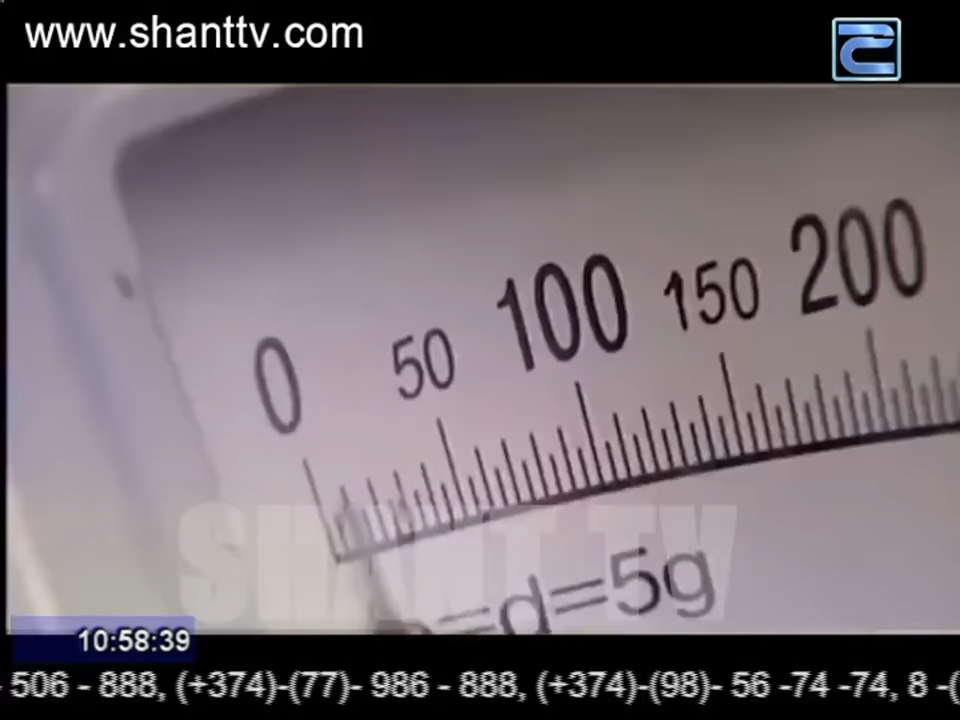 www.shanttv.com
0 50 100 150 200
SHANT TV
=d=5g
10:58:39
- 506 - 888, (+374)-(77)- 986 - 888, (+374)-(98)- 56 -74 -74, 8 -(